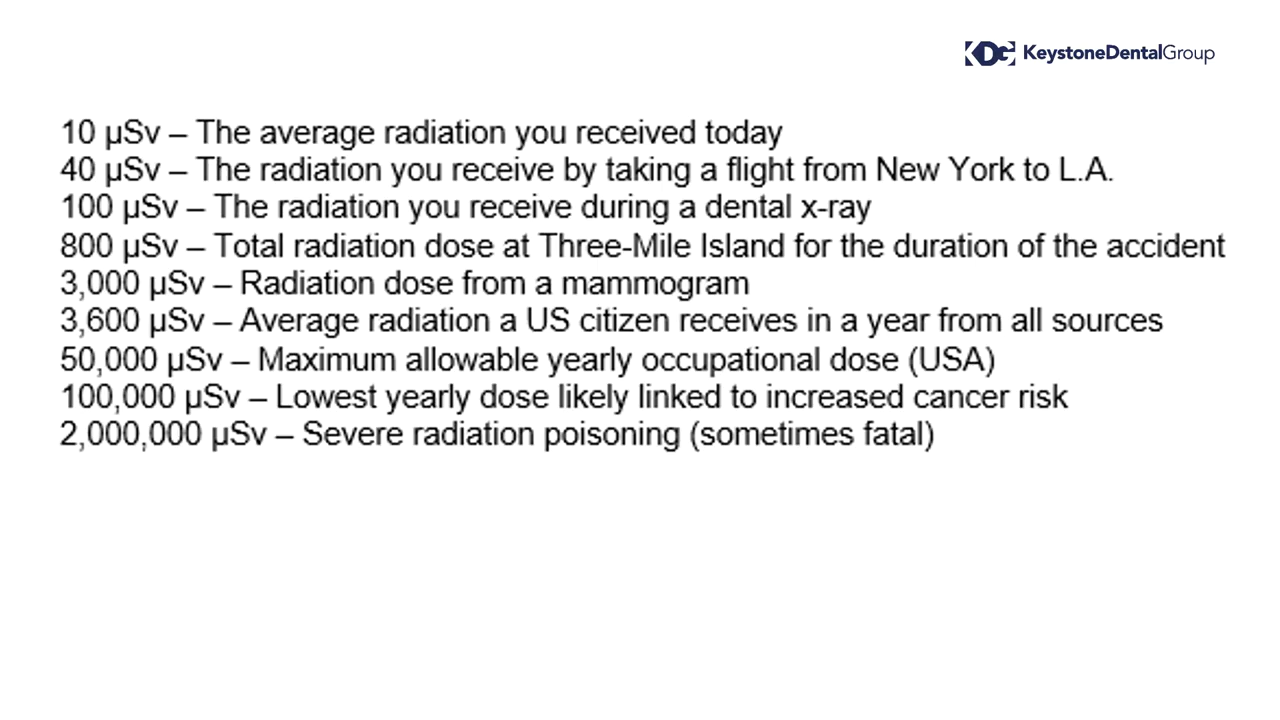 KDG KeystoneDentalGroup
10 µSv – The average radiation you received today
40 µSv – The radiation you receive by taking a flight from New York to L.A.
100 µSv – The radiation you receive during a dental x-ray
800 µSv – Total radiation dose at Three-Mile Island for the duration of the accident
3,000 µSv – Radiation dose from a mammogram
3,600 µSv – Average radiation a US citizen receives in a year from all sources
50,000 µSv – Maximum allowable yearly occupational dose (USA)
100,000 µSv – Lowest yearly dose likely linked to increased cancer risk
2,000,000 µSv – Severe radiation poisoning (sometimes fatal)